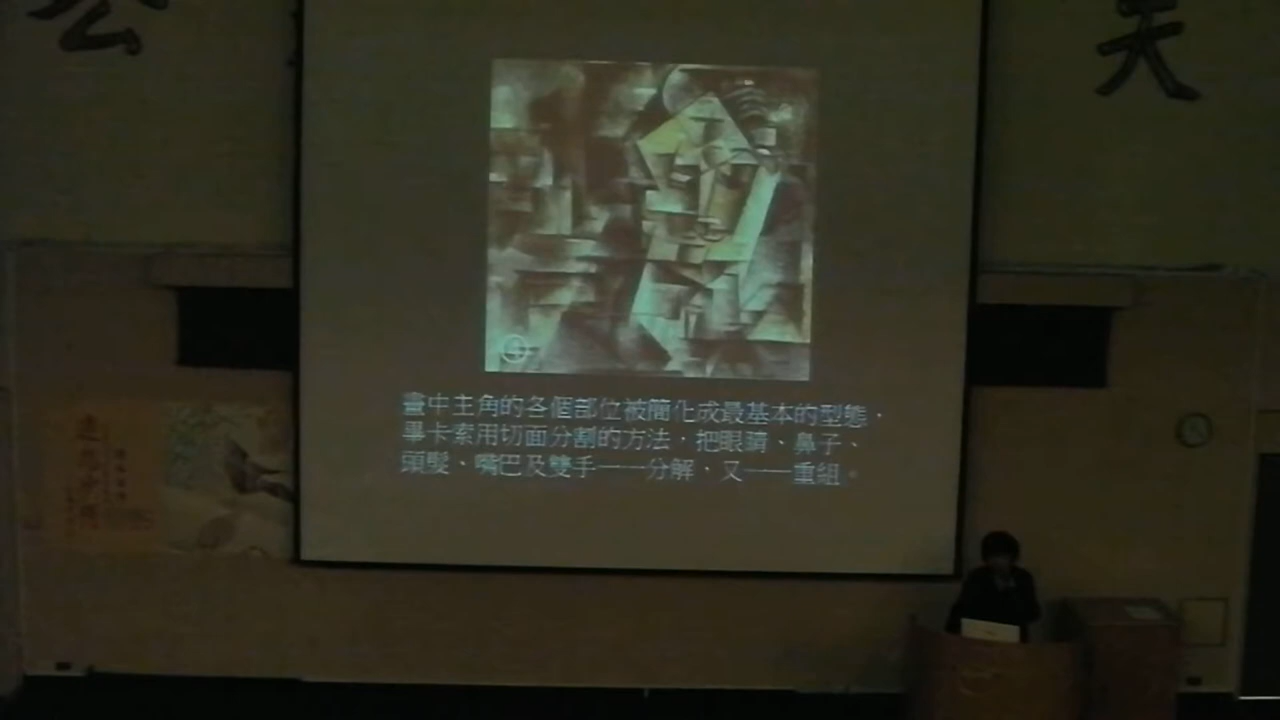 公
天
畫中主角的各個部位被簡化成最基本的型態，
畢卡索用切面分割的方法，把眼睛、鼻子、
頭髮、嘴巴及雙手一一分解，又一一重組。